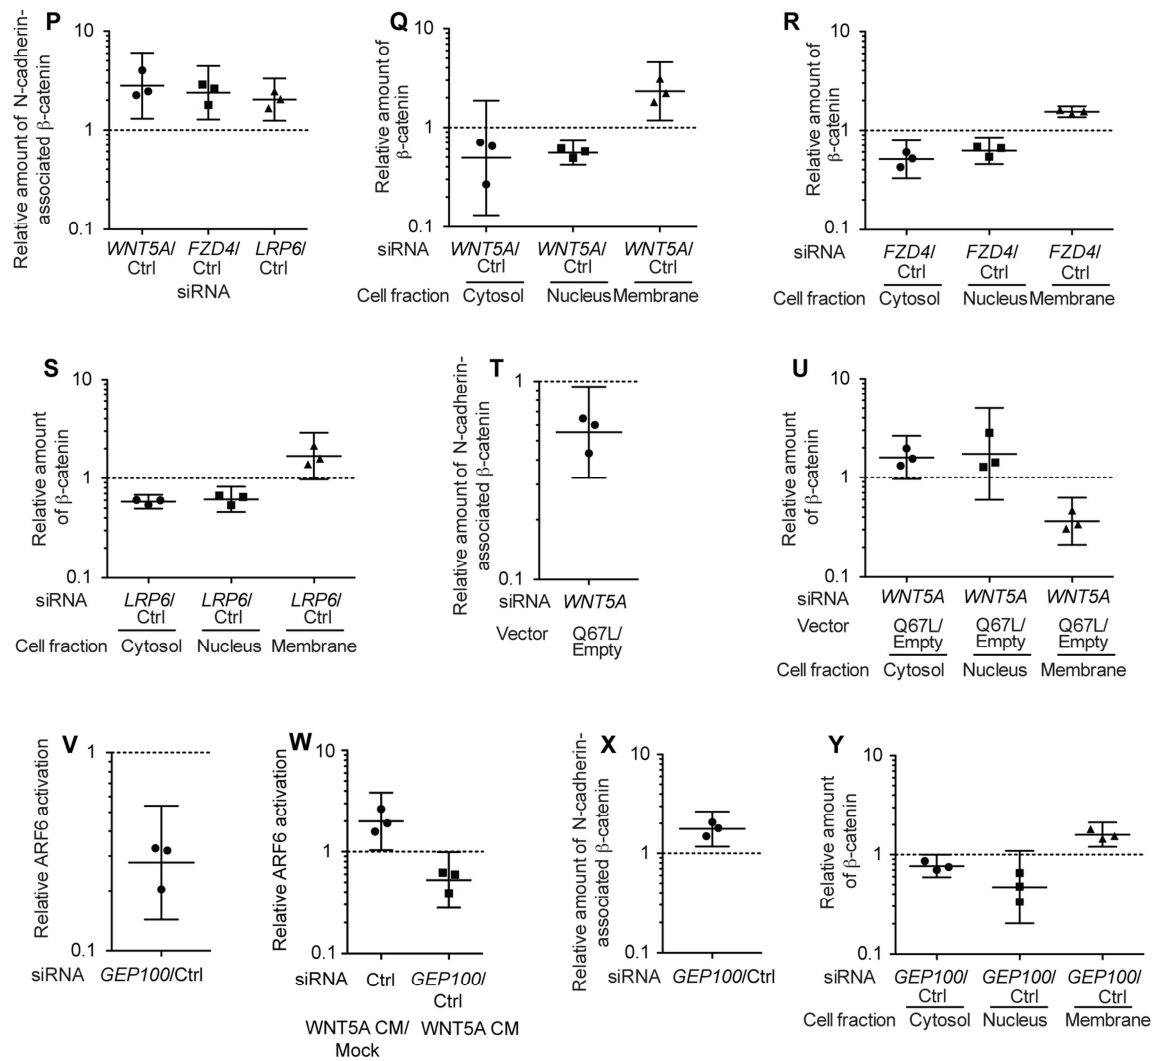 P
Relative amount of N-cadherin-
associated β-catenin
10
1
0.1
WNT5A/ FZD4/ LRP6/
Ctrl Ctrl Ctrl
siRNA
Q
Relative amount of
β-catenin
10
1
0.1
siRNA WNT5A/ WNT5A/ WNT5A/
Ctrl Ctrl Ctrl
Cell fraction Cytosol Nucleus Membrane
R
Relative amount of
β-catenin
10
1
0.1
siRNA FZD4/ FZD4/ FZD4/
Ctrl Ctrl Ctrl
Cell fraction Cytosol Nucleus Membrane
S
Relative amount
of β-catenin
10
1
0.1
siRNA LRP6/ LRP6/ LRP6/
Ctrl Ctrl Ctrl
Cell fraction Cytosol Nucleus Membrane
T
Relative amount of N-cadherin-
associated β-catenin
1
0.1
siRNA WNT5A
Vector Q67L/
Empty
U
Relative amount
of β-catenin
10
1
0.1
siRNA WNT5A WNT5A WNT5A
Vector Q67L/ Q67L/ Q67L/
Empty Empty Empty
Cell fraction Cytosol Nucleus Membrane
V
Relative ARF6 activation
1
0.1
siRNA GEP100/Ctrl
W
Relative ARF6 activation
10
1
0.1
siRNA Ctrl GEP100/
Ctrl
WNT5A CM/ WNT5A CM
Mock
X
Relative amount of N-cadherin-
associated β-catenin
10
1
0.1
siRNA GEP100/Ctrl
Y
Relative amount
of β-catenin
10
1
0.1
siRNA GEP100/ GEP100/ GEP100/
Ctrl Ctrl Ctrl
Cell fraction Cytosol Nucleus Membrane